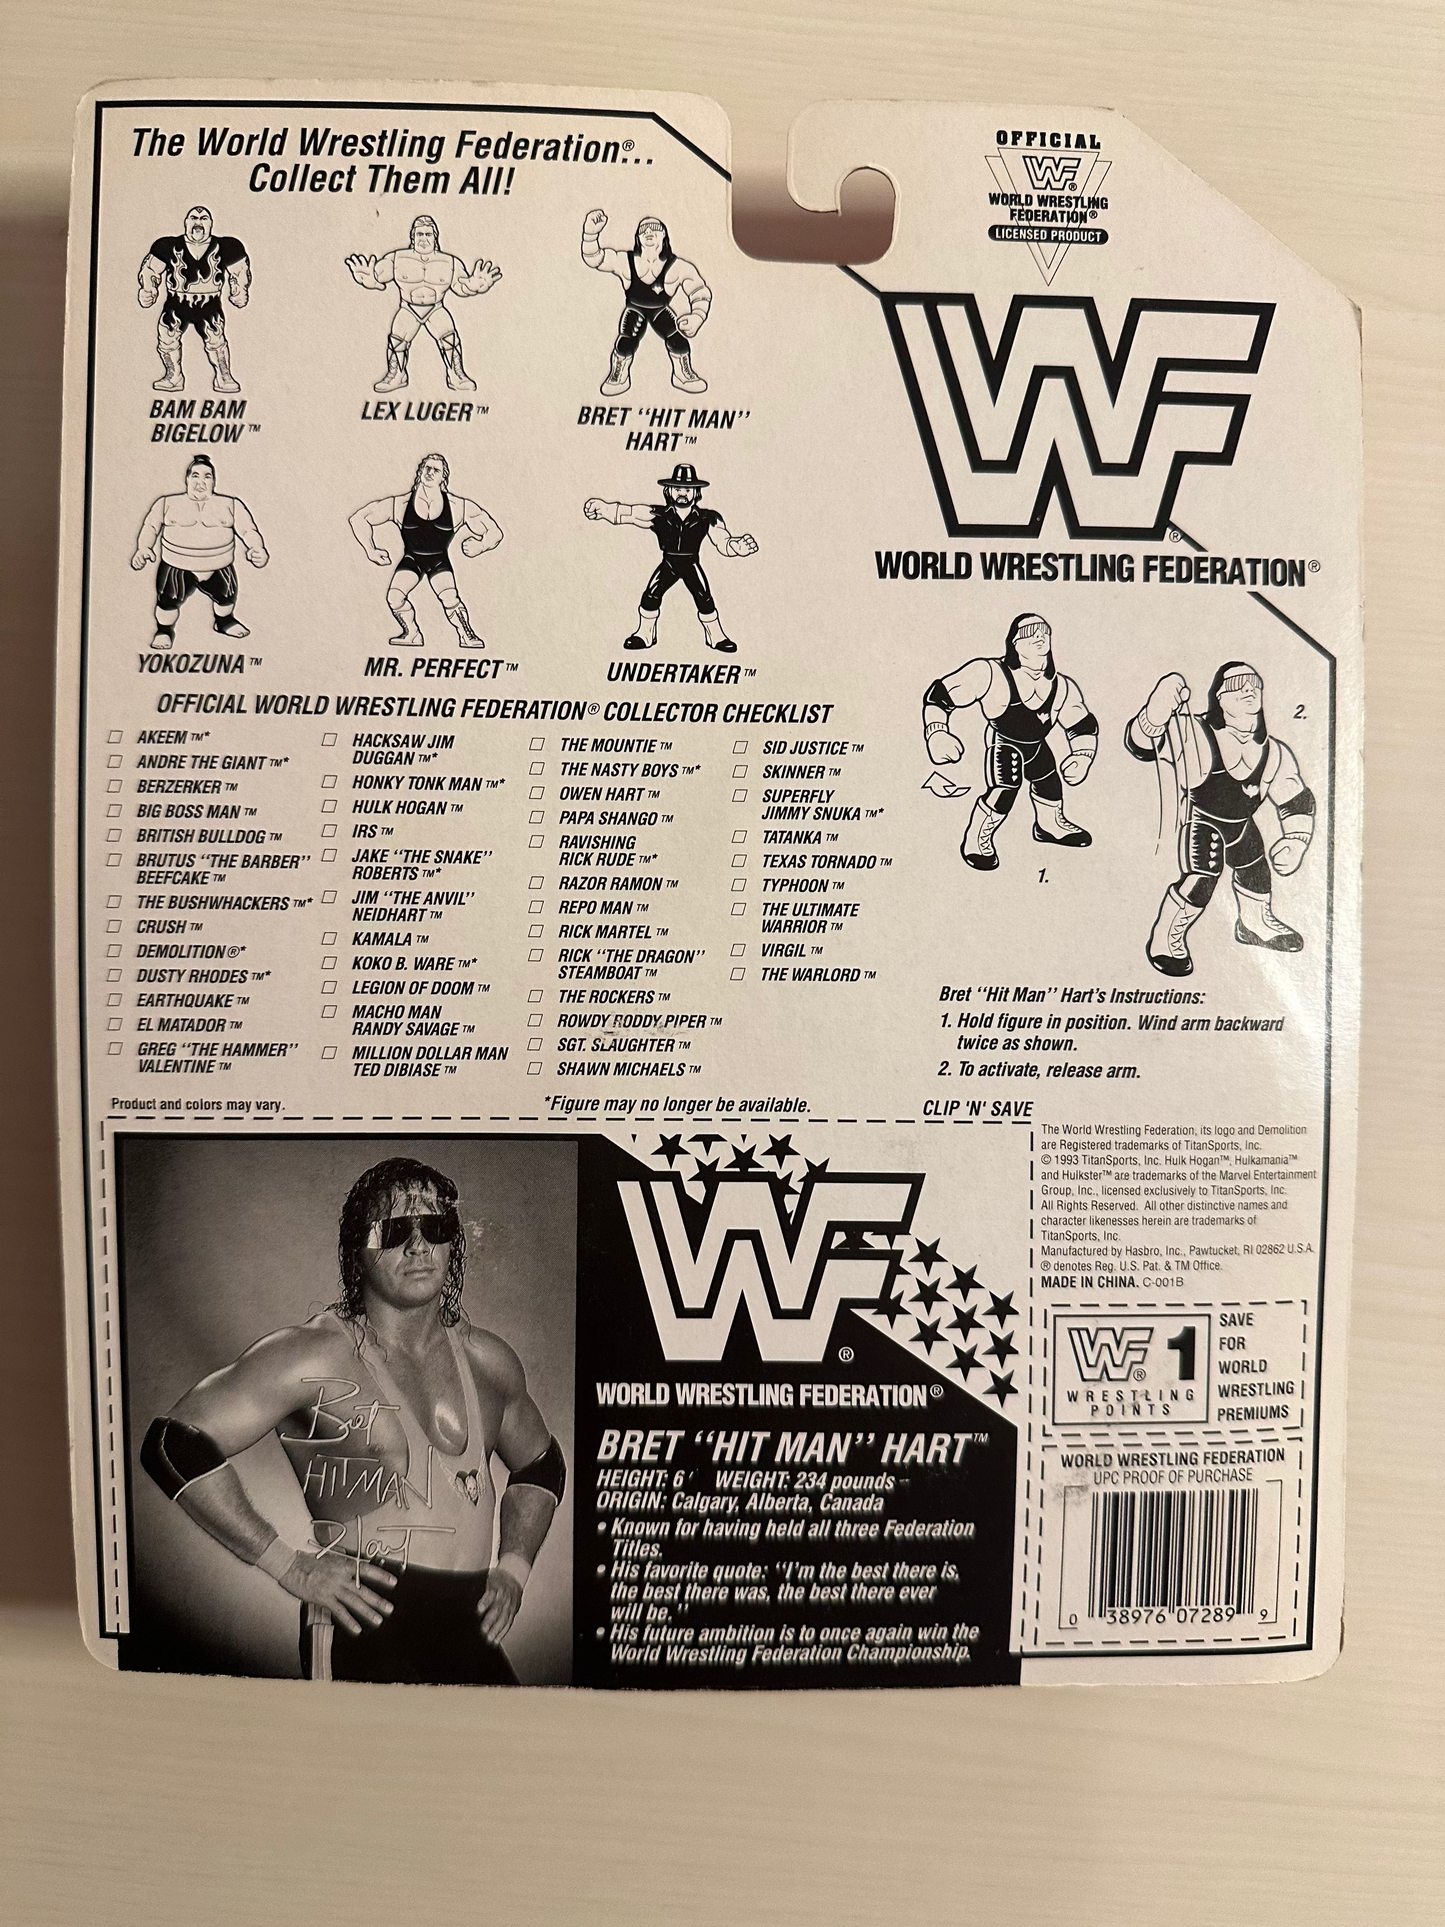 The World Wrestling Federation®...
Collect Them All!
OFFICIAL
WF®
WORLD WRESTLING
FEDERATION®
LICENSED PRODUCT
BAM BAM
BIGELOW™
LEX LUGER™
BRET "HIT MAN"
HART™
YOKOZUNA™
MR. PERFECT™
UNDERTAKER™
WF®
WORLD WRESTLING FEDERATION®
OFFICIAL WORLD WRESTLING FEDERATION® COLLECTOR CHECKLIST
AKEEM™*
ANDRE THE GIANT™*
BERZERKER™
BIG BOSS MAN™
BRITISH BULLDOG™
BRUTUS "THE BARBER"
BEEFCAKE™
THE BUSHWHACKERS™*
CRUSH™
DEMOLITION®*
DUSTY RHODES™*
EARTHQUAKE™
EL MATADOR™
GREG "THE HAMMER"
VALENTINE™
HACKSAW JIM
DUGGAN™*
HONKY TONK MAN™*
HULK HOGAN™
IRS™
JAKE "THE SNAKE"
ROBERTS™*
JIM "THE ANVIL"
NEIDHART™
KAMALA™
KOKO B. WARE™*
LEGION OF DOOM™
MACHO MAN
RANDY SAVAGE™
MILLION DOLLAR MAN
TED DIBIASE™
THE MOUNTIE™
THE NASTY BOYS™*
OWEN HART™
PAPA SHANGO™
RAVISHING
RICK RUDE™*
RAZOR RAMON™
REPO MAN™
RICK MARTEL™
RICK "THE DRAGON"
STEAMBOAT™
THE ROCKERS™
ROWDY RODDY PIPER™
SGT. SLAUGHTER™
SHAWN MICHAELS™
SID JUSTICE™
SKINNER™
SUPERFLY
JIMMY SNUKA™*
TATANKA™
TEXAS TORNADO™
TYPHOON™
THE ULTIMATE
WARRIOR™
VIRGIL™
THE WARLORD™
1.
2.
Bret "Hit Man" Hart's Instructions:
1. Hold figure in position. Wind arm backward
twice as shown.
2. To activate, release arm.
Product and colors may vary.
*Figure may no longer be available.
CLIP 'N' SAVE
Bret
HITMAN
Hart
WF®
WORLD WRESTLING FEDERATION®
BRET "HIT MAN" HART™
HEIGHT: 6' WEIGHT: 234 pounds
ORIGIN: Calgary, Alberta, Canada
• Known for having held all three Federation
Titles.
• His favorite quote: "I'm the best there is,
the best there was, the best there ever
will be."
• His future ambition is to once again win the
World Wrestling Federation Championship.
The World Wrestling Federation, its logo and Demolition
are Registered trademarks of TitanSports, Inc.
© 1993 TitanSports, Inc. Hulk Hogan™, Hulkamania™
and Hulkster™ are trademarks of the Marvel Entertainment
Group, Inc., licensed exclusively to TitanSports, Inc.
All Rights Reserved. All other distinctive names and
character likenesses herein are trademarks of
TitanSports, Inc.
Manufactured by Hasbro, Inc., Pawtucket, RI 02862 U.S.A.
® denotes Reg. U.S. Pat. & TM Office.
MADE IN CHINA. C-001B
WF® 1
WRESTLING
POINTS
SAVE
FOR
WORLD
WRESTLING
PREMIUMS
WORLD WRESTLING FEDERATION
UPC PROOF OF PURCHASE
0 38976 07289 9